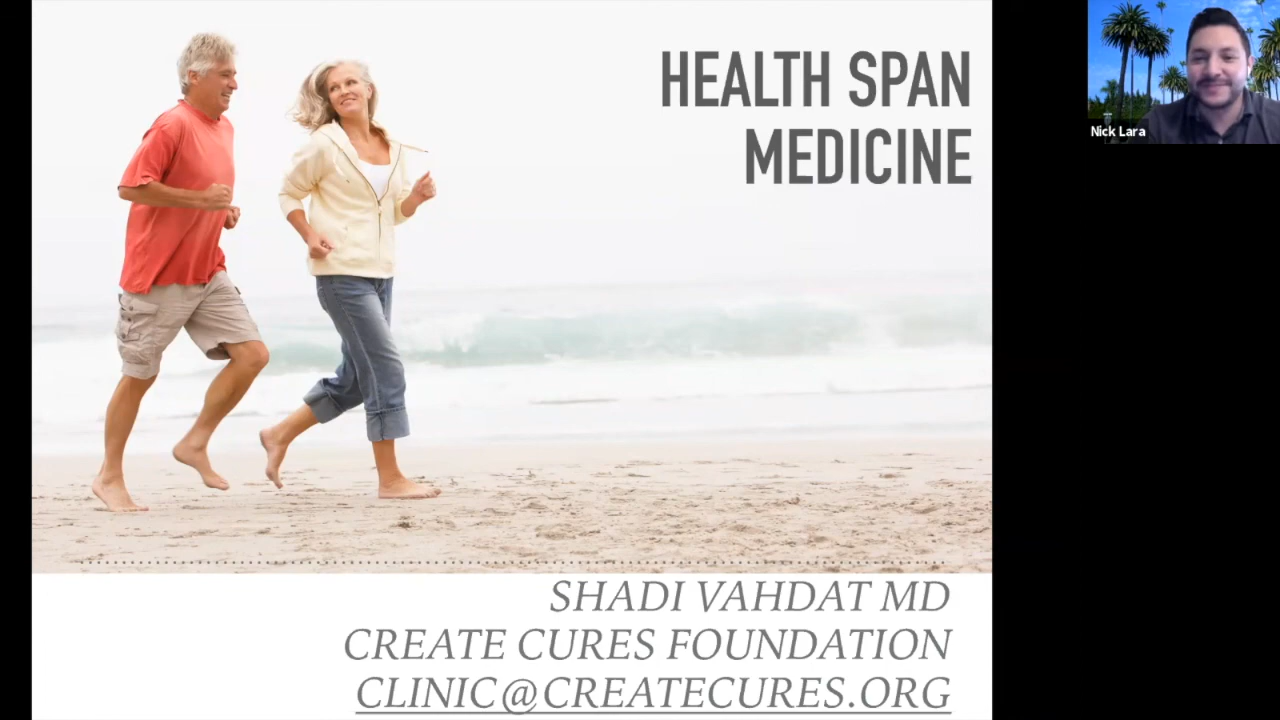 HEALTH SPAN
MEDICINE
Nick Lara
SHADI VAHDAT MD
CREATE CURES FOUNDATION
CLINIC@CREATECURES.ORG